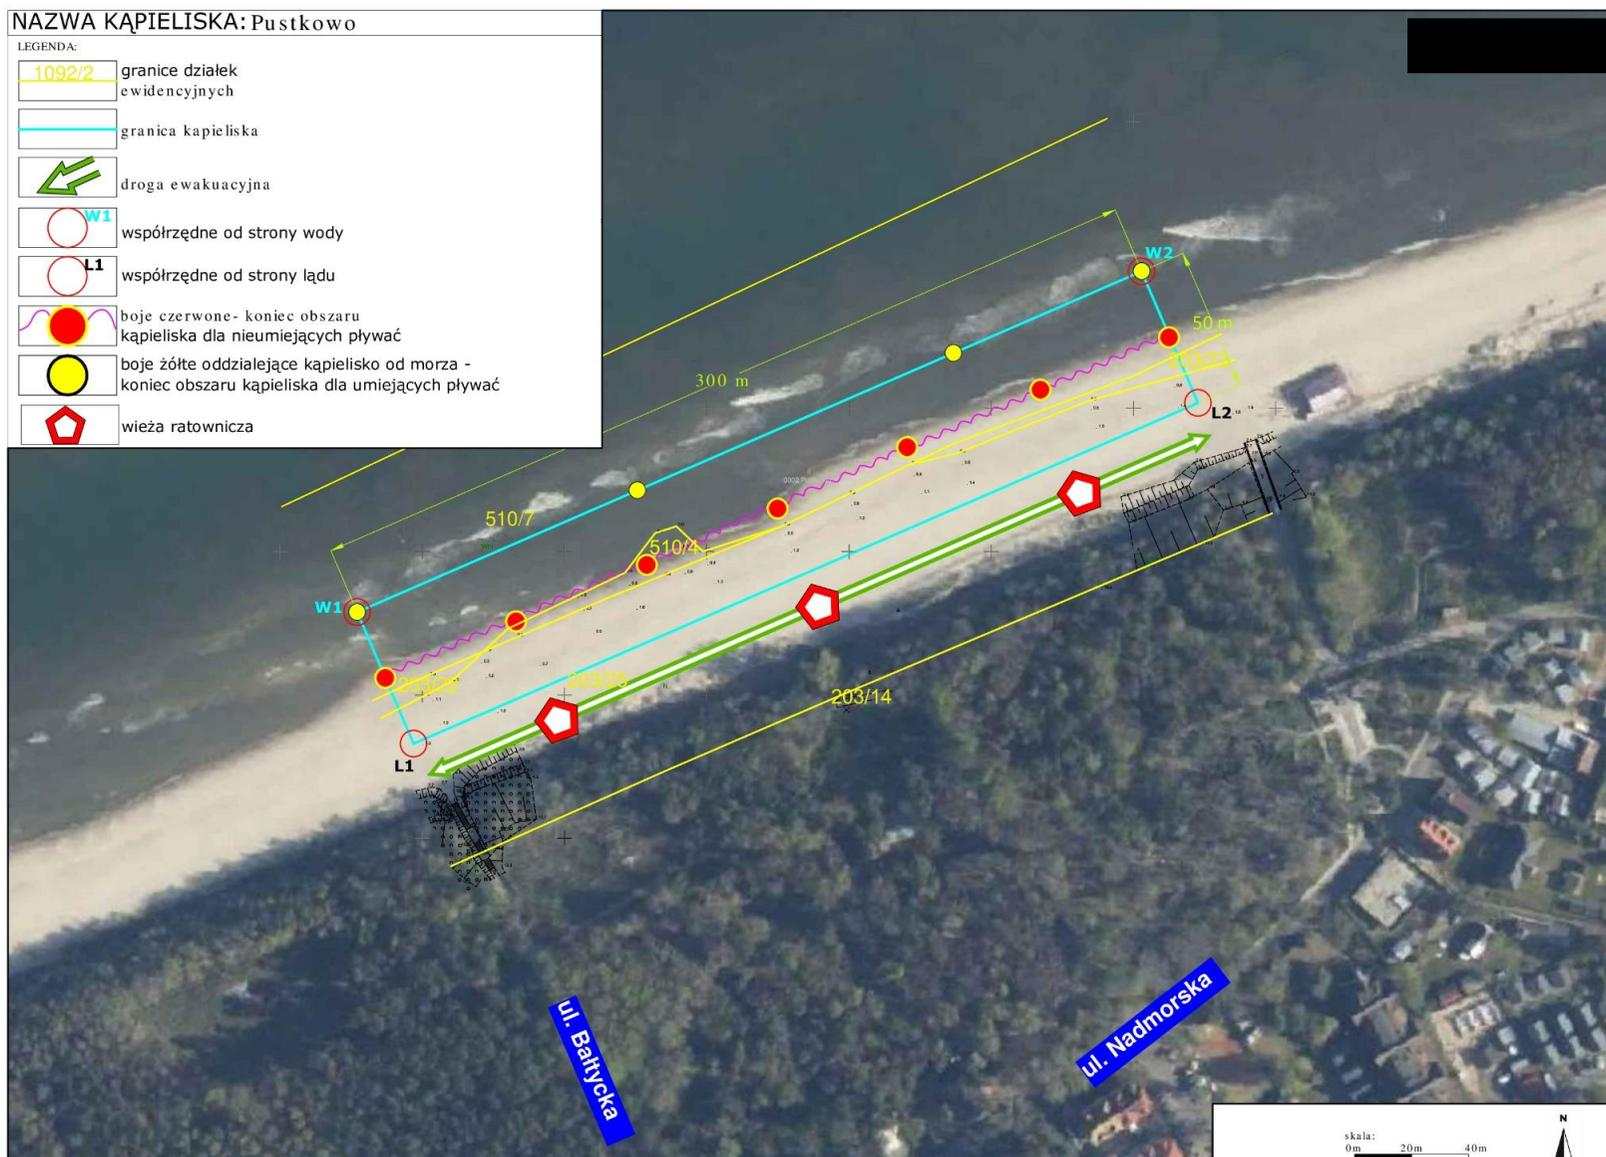 NAZWA KĄPIELISKA: Pustkowo
LEGENDA:
1092/2
granice działek
ewidencyjnych
granica kapieliska
droga ewakuacyjna
W1
współrzędne od strony wody
L1
współrzędne od strony lądu
boje czerwone- koniec obszaru
kąpieliska dla nieumiejących pływać
boje żółte oddzialejące kąpielisko od morza -
koniec obszaru kąpieliska dla umiejących pływać
wieża ratownicza
W2
50 m
300 m
L2
510/7
510/4
W1
203/14
L1
ul. Bałtycka
ul. Nadmorska
skala:
0m 20m 40m
N